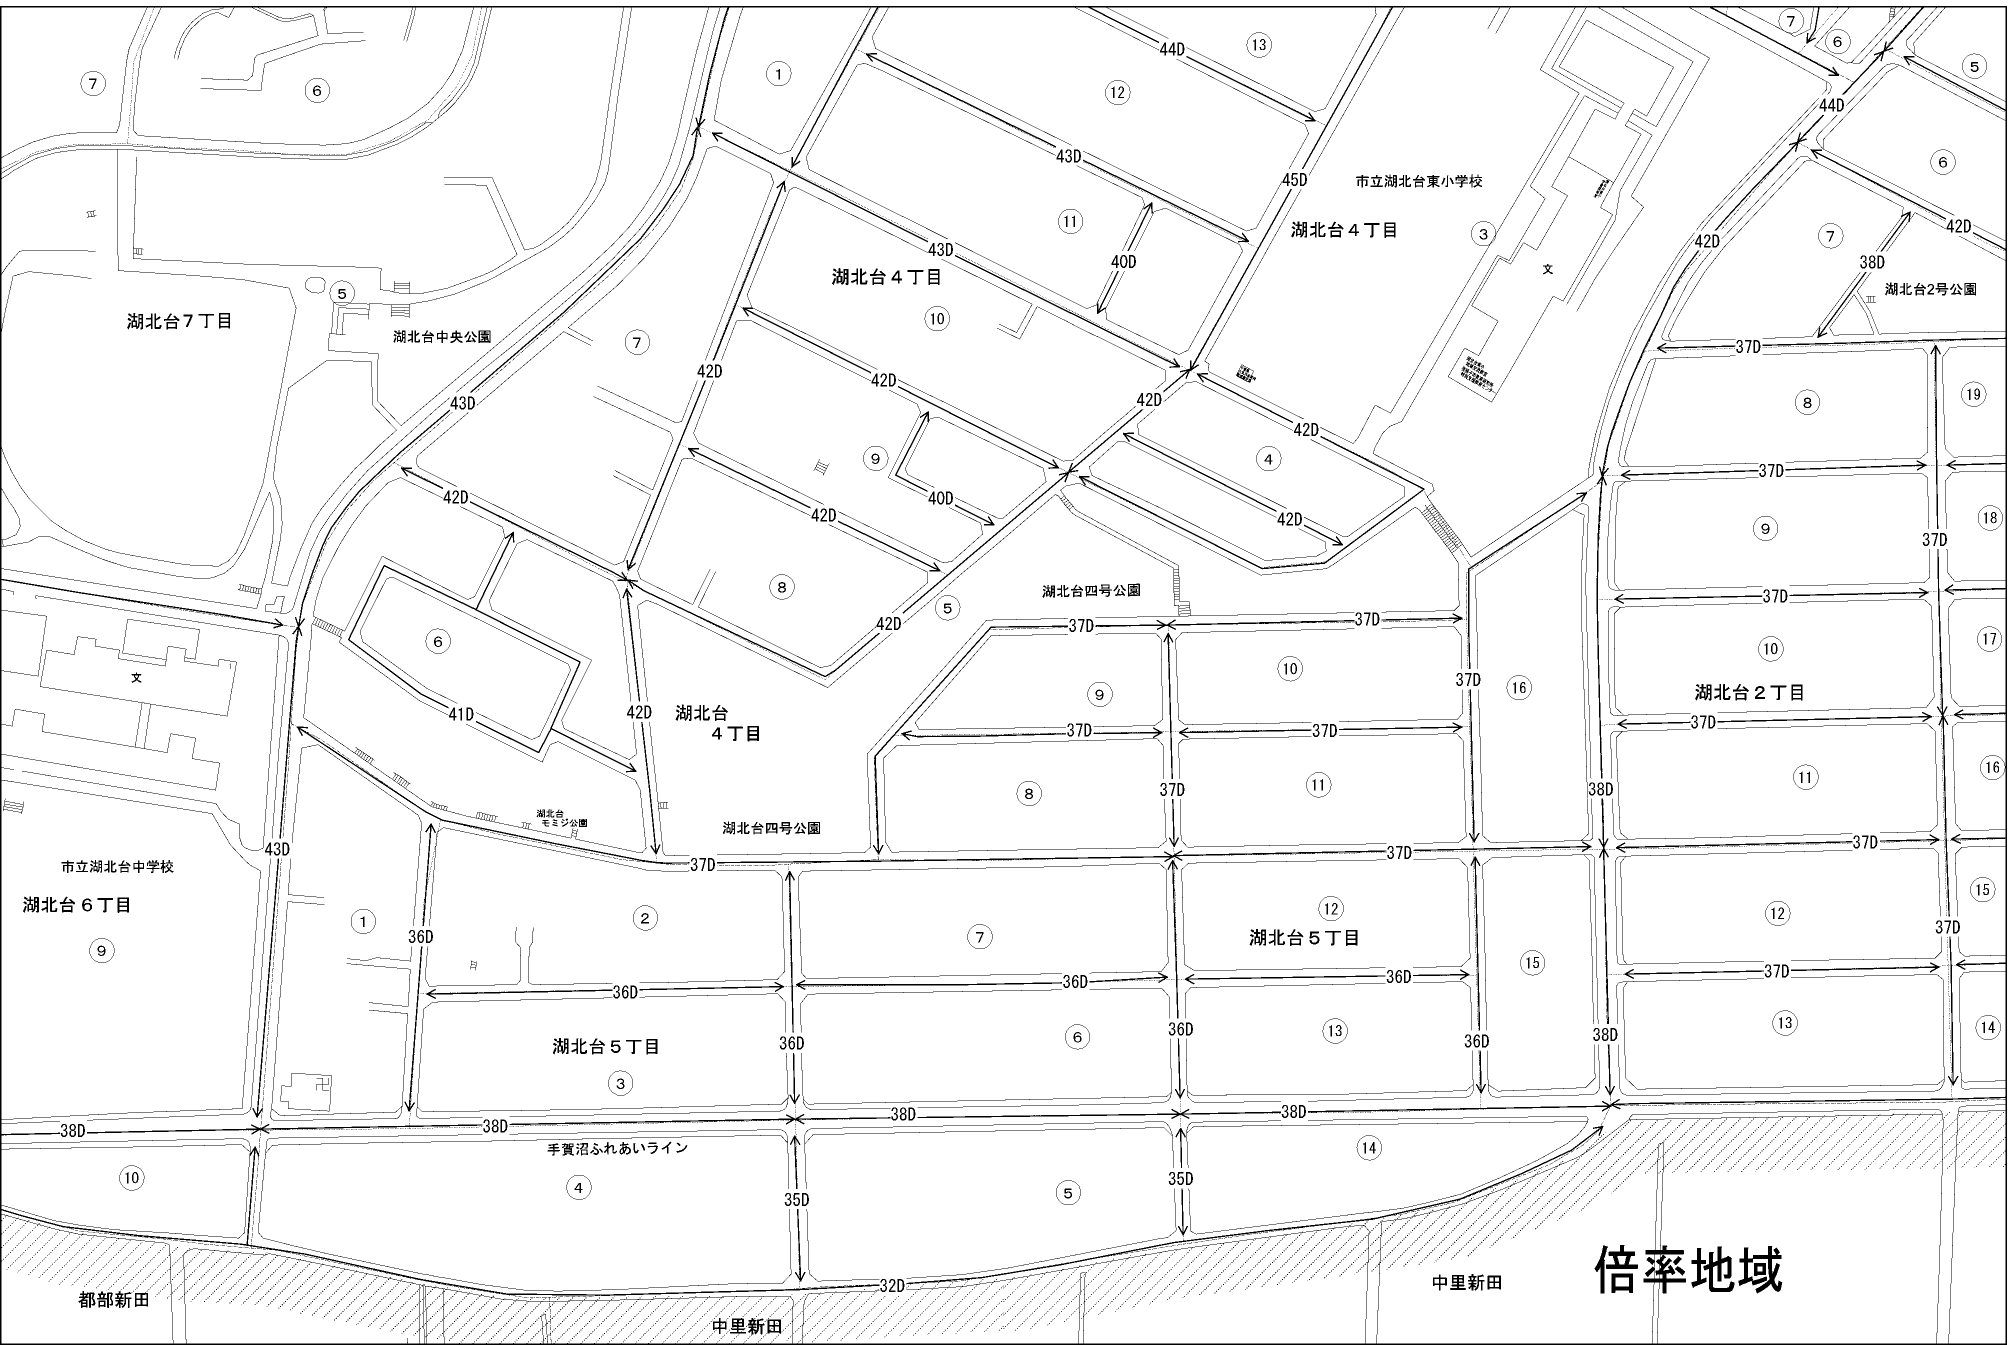 ⑦
⑥
①
⑬
44D
⑫
⑦
⑥
⑤
44D
43D
45D
市立湖北台東小学校
⑥
⑪
湖北台４丁目
③
43D
40D
湖北台４丁目
文
42D
⑦
42D
38D
湖北台2号公園
⑤
湖北台７丁目
湖北台中央公園
⑩
⑦
37D
42D
42D
43D
42D
42D
⑧
⑲
⑨
④
37D
42D
40D
42D
42D
⑨
⑱
37D
⑧
湖北台四号公園
⑤
37D
42D
37D
37D
⑥
⑩
⑩
⑰
文
37D
⑯
⑨
湖北台２丁目
41D
42D
湖北台
４丁目
37D
37D
37D
⑪
⑯
⑧
⑪
37D
38D
湖北台
モミジ公園
湖北台四号公園
43D
37D
37D
37D
市立湖北台中学校
湖北台６丁目
⑨
①
②
36D
⑦
⑫
湖北台５丁目
⑫
⑮
37D
⑮
37D
36D
36D
36D
湖北台５丁目
③
36D
⑥
36D
⑬
36D
38D
⑬
⑭
38D
38D
38D
38D
手賀沼ふれあいライン
⑩
④
35D
⑤
35D
⑭
32D
倍率地域
都部新田
中里新田
中里新田